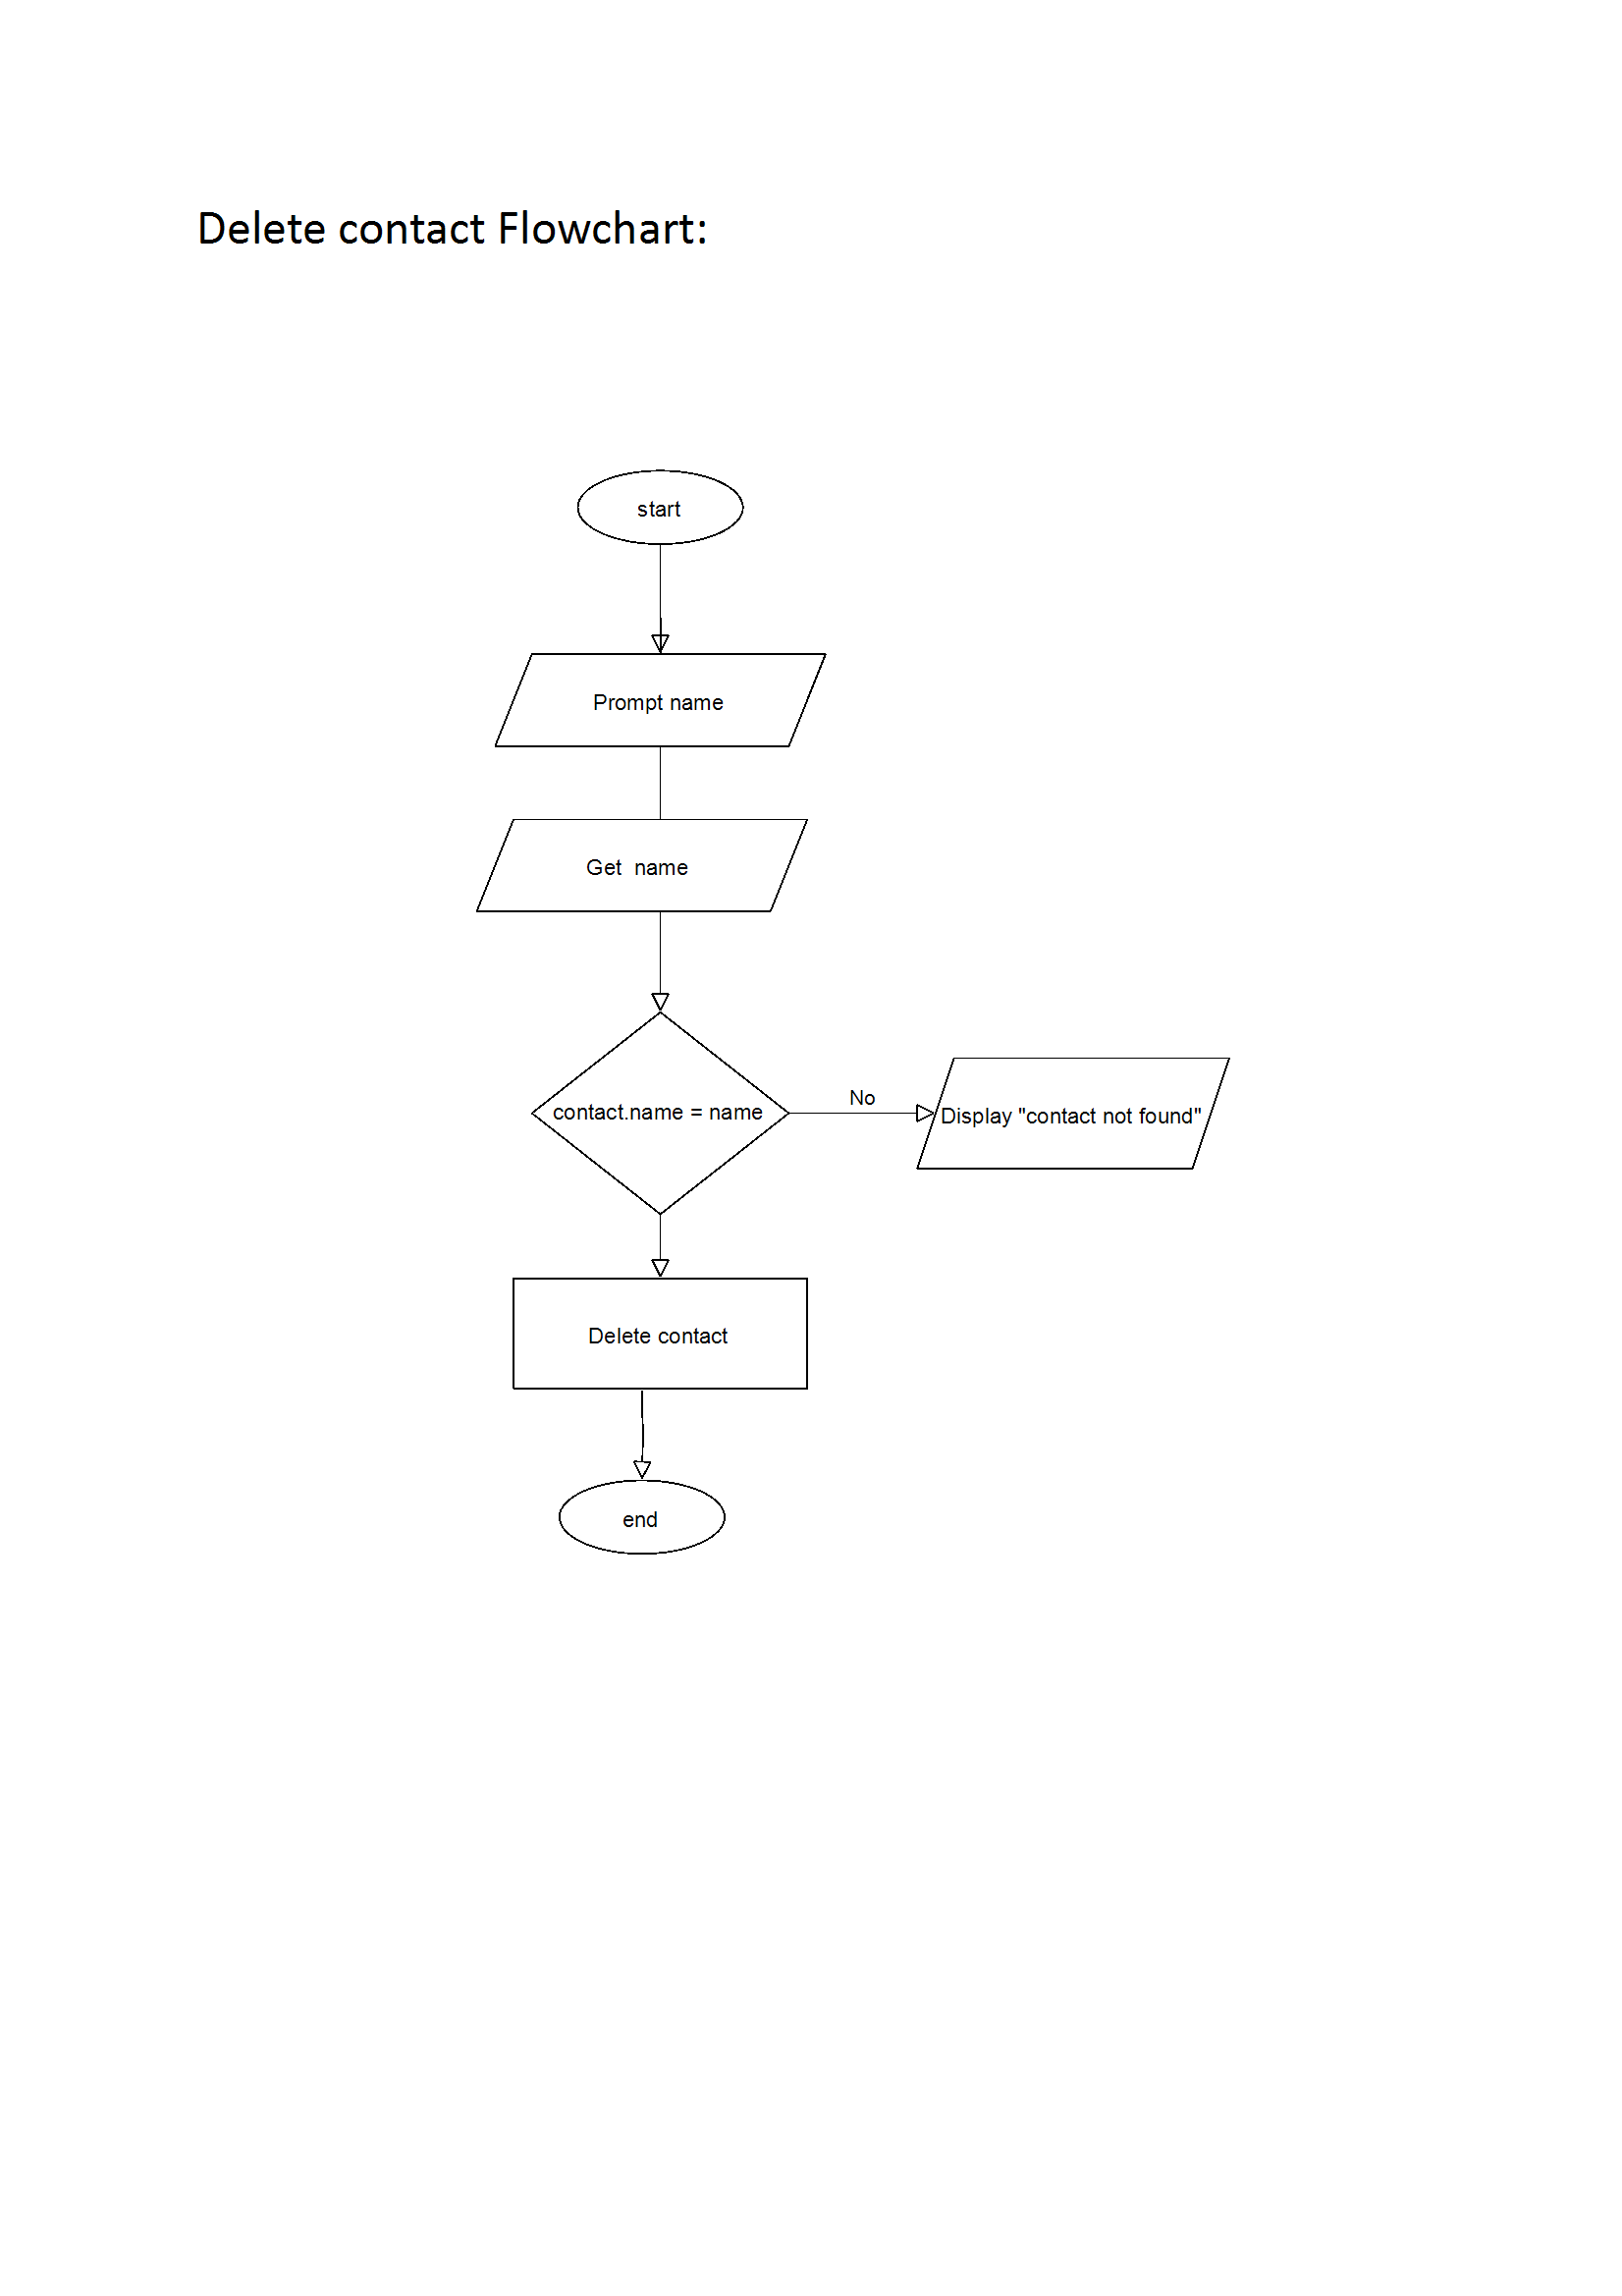 Delete contact Flowchart:
start
Prompt name
Get  name
contact.name = name
No
Display "contact not found"
Delete contact
end